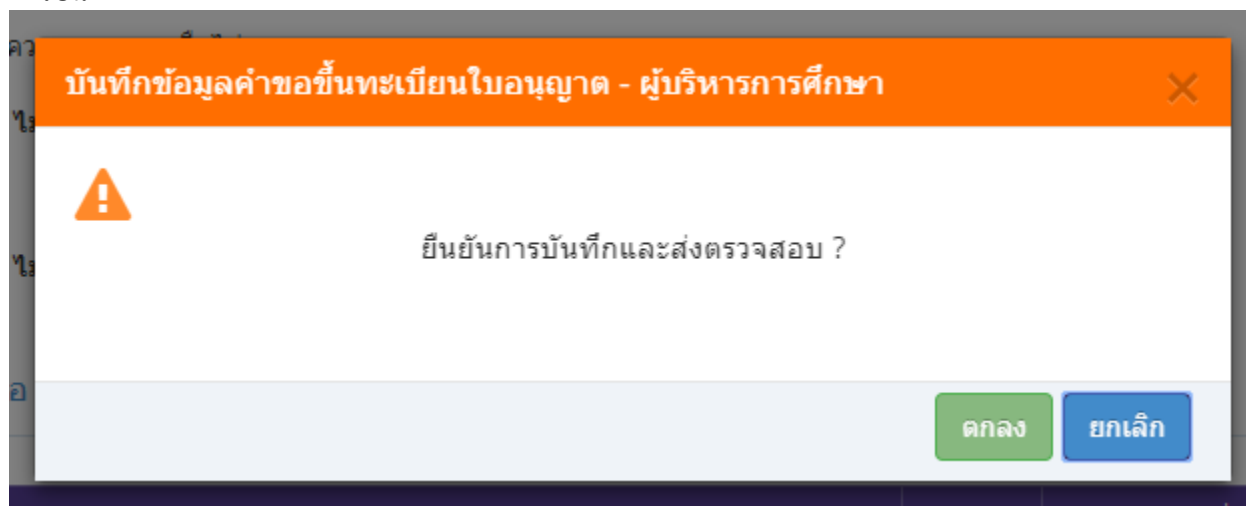 บันทึกข้อมูลคำขอขึ้นทะเบียนใบอนุญาต - ผู้บริหารการศึกษา
ยืนยันการบันทึกและส่งตรวจสอบ ?
ตกลง ยกเลิก